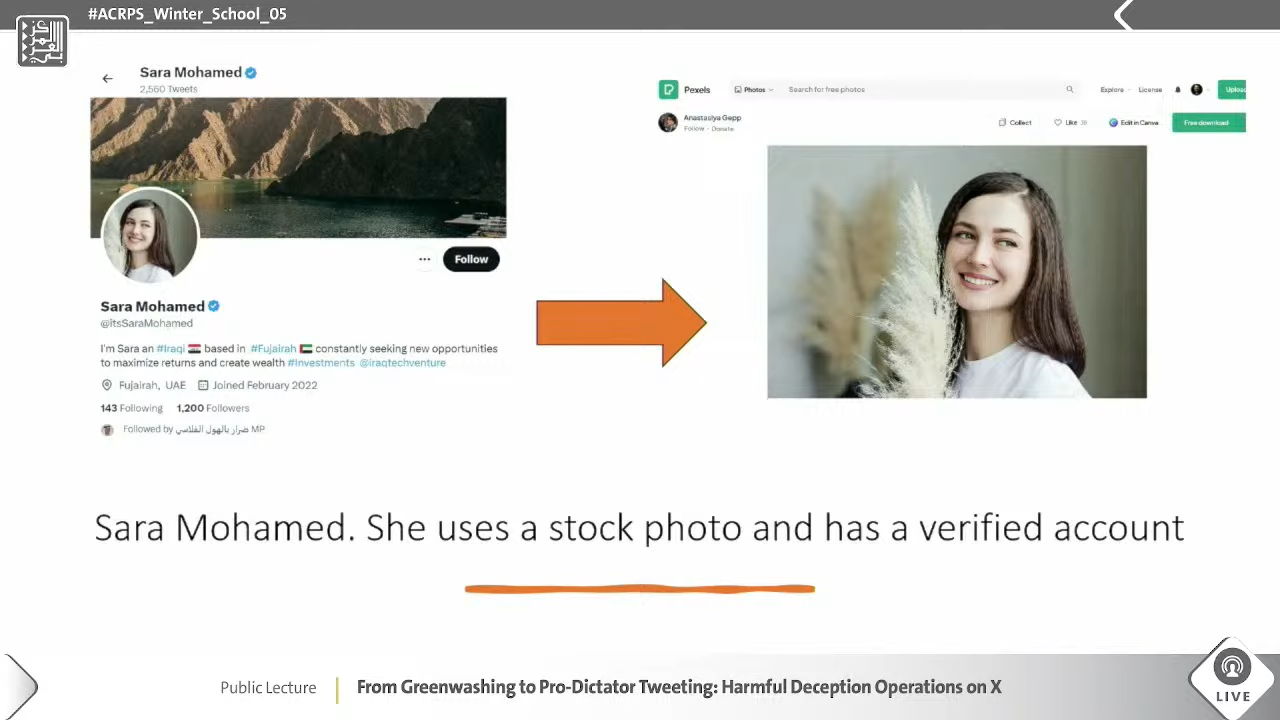 #ACRPS_Winter_School_05
Sara Mohamed
2,560 Tweets
Follow
Sara Mohamed
@itsSaraMohamed
I'm Sara an #Iraqi 🇮🇶 based in #Fujairah 🇦🇪 constantly seeking new opportunities
to maximize returns and create wealth #Investments @iraqtechventure
Fujairah, UAE Joined February 2022
143 Following 1,200 Followers
Followed by ضرار بالهول الفلاسي MP
Pexels Photos Search for free photos Explore License Upload
Anastasiya Gepp
Follow · Donate
Collect Like Edit in Canva Free download
Sara Mohamed. She uses a stock photo and has a verified account
Public Lecture From Greenwashing to Pro-Dictator Tweeting: Harmful Deception Operations on X
LIVE